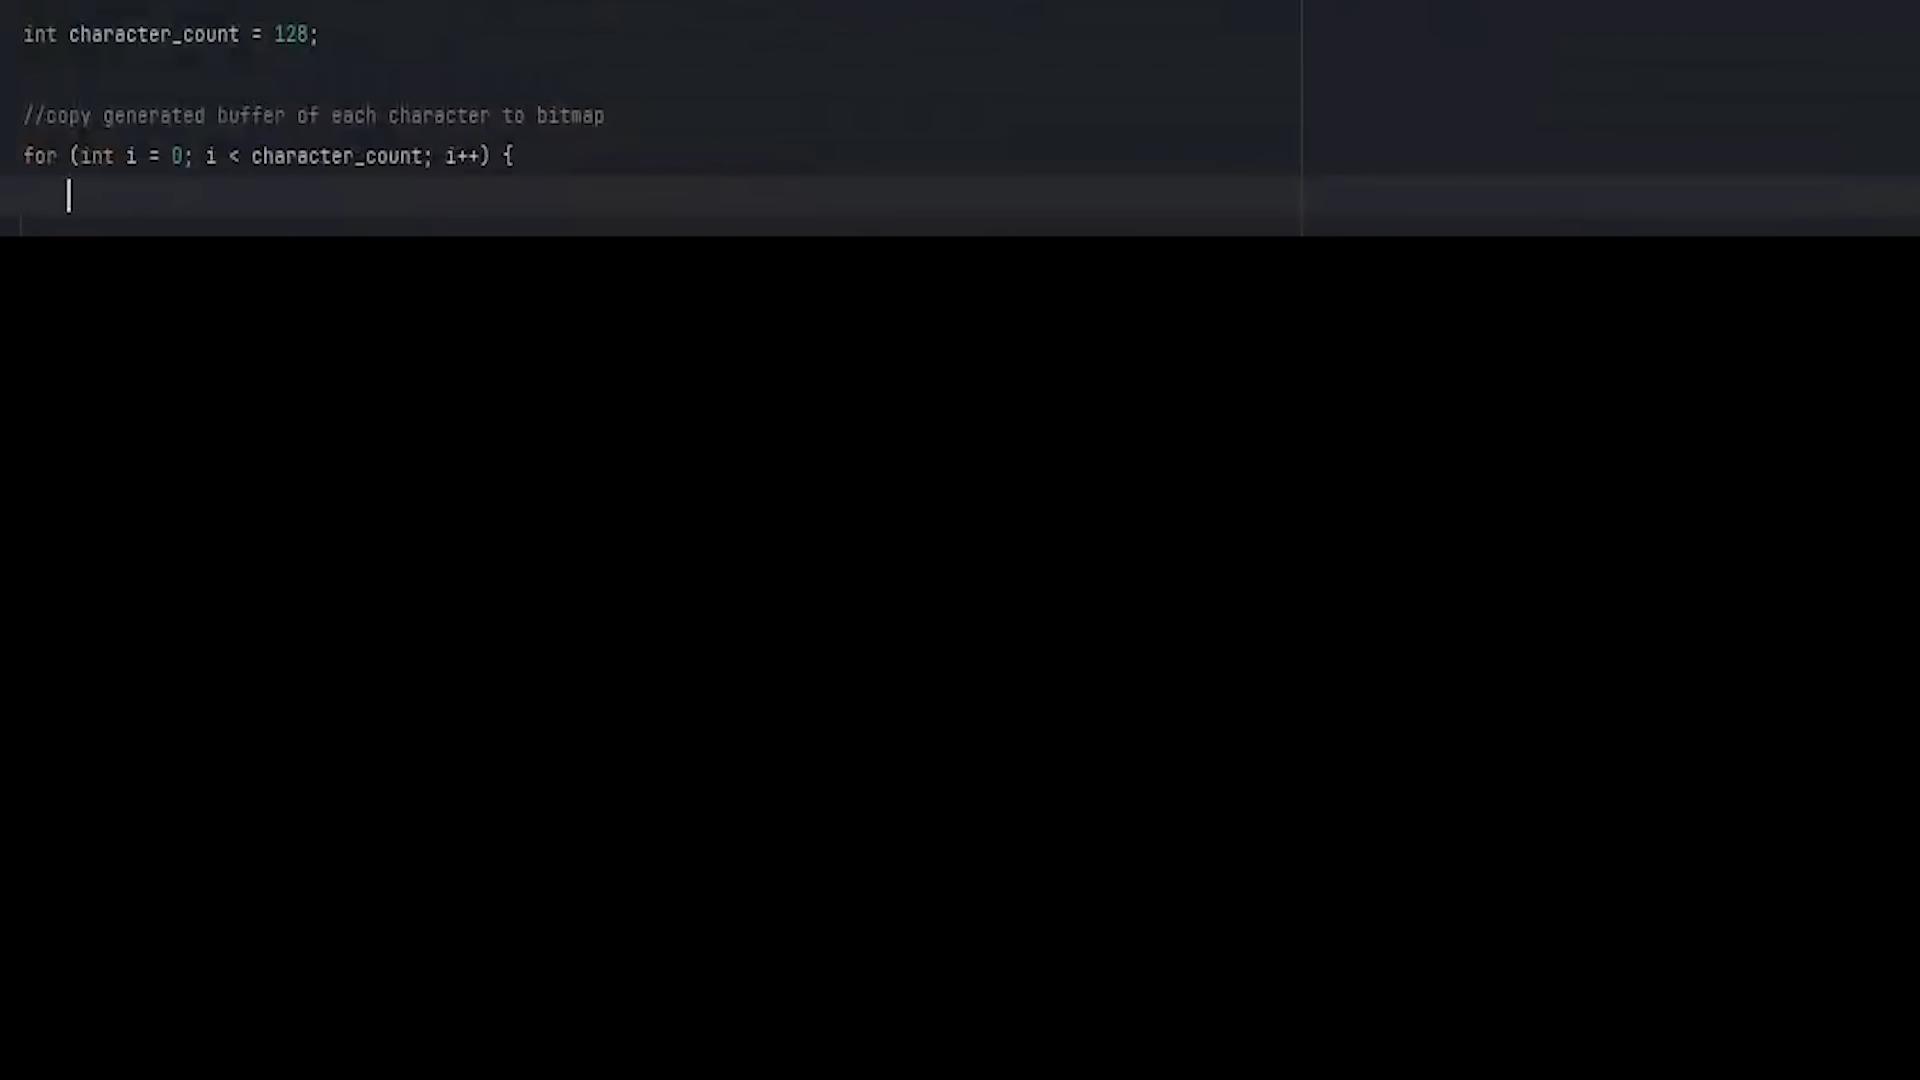 int character_count = 128;
//copy generated buffer of each character to bitmap
for (int i = 0; i < character_count; i++) {